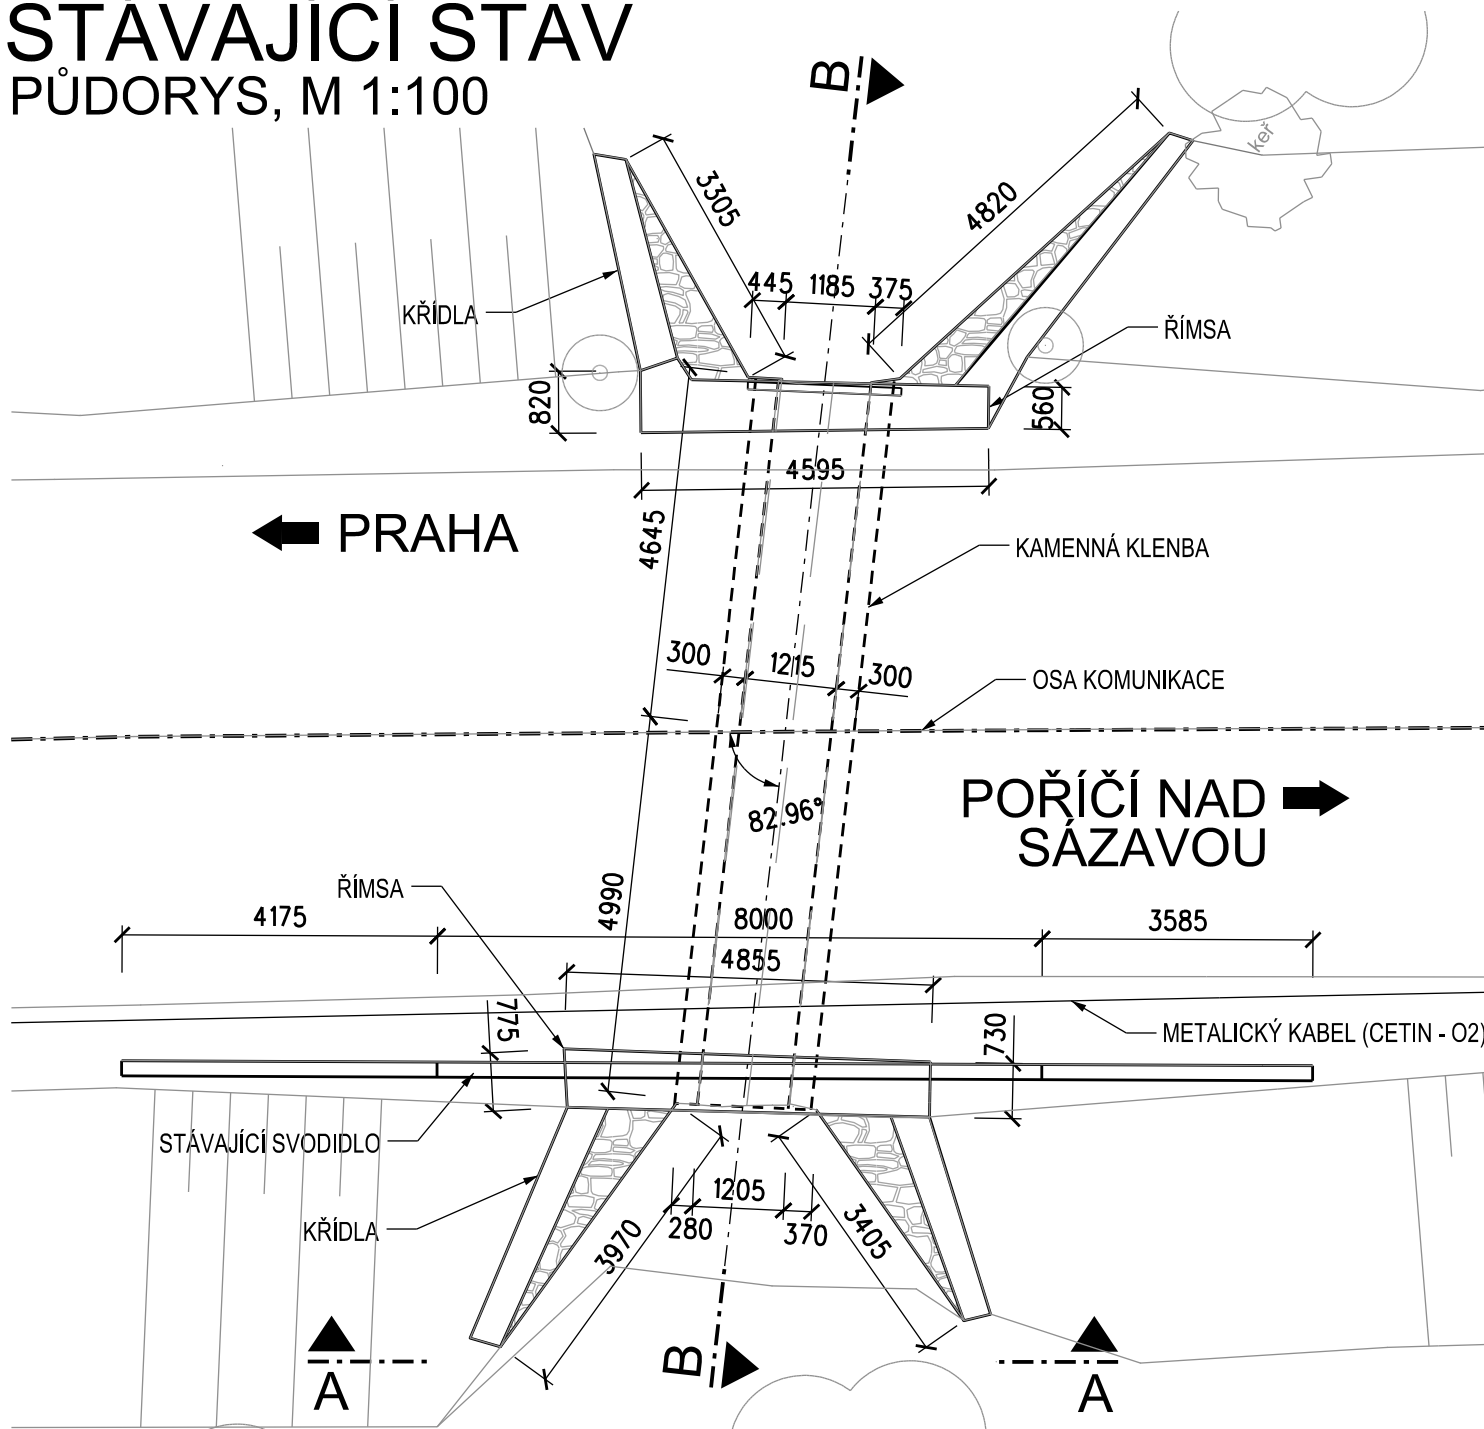 STÁVAJÍCÍ STAV
PŮDORYS, M 1:100
B
keř
3305
4820
445
1185
375
KŘÍDLA
ŘÍMSA
820
560
4595
PRAHA
4645
KAMENNÁ KLENBA
300
1215
300
OSA KOMUNIKACE
82.96°
POŘÍČÍ NAD
SÁZAVOU
ŘÍMSA
4990
4175
8000
3585
4855
775
730
METALICKÝ KABEL (CETIN - O2)
STÁVAJÍCÍ SVODIDLO
1205
280
370
KŘÍDLA
3970
3405
B
A
A